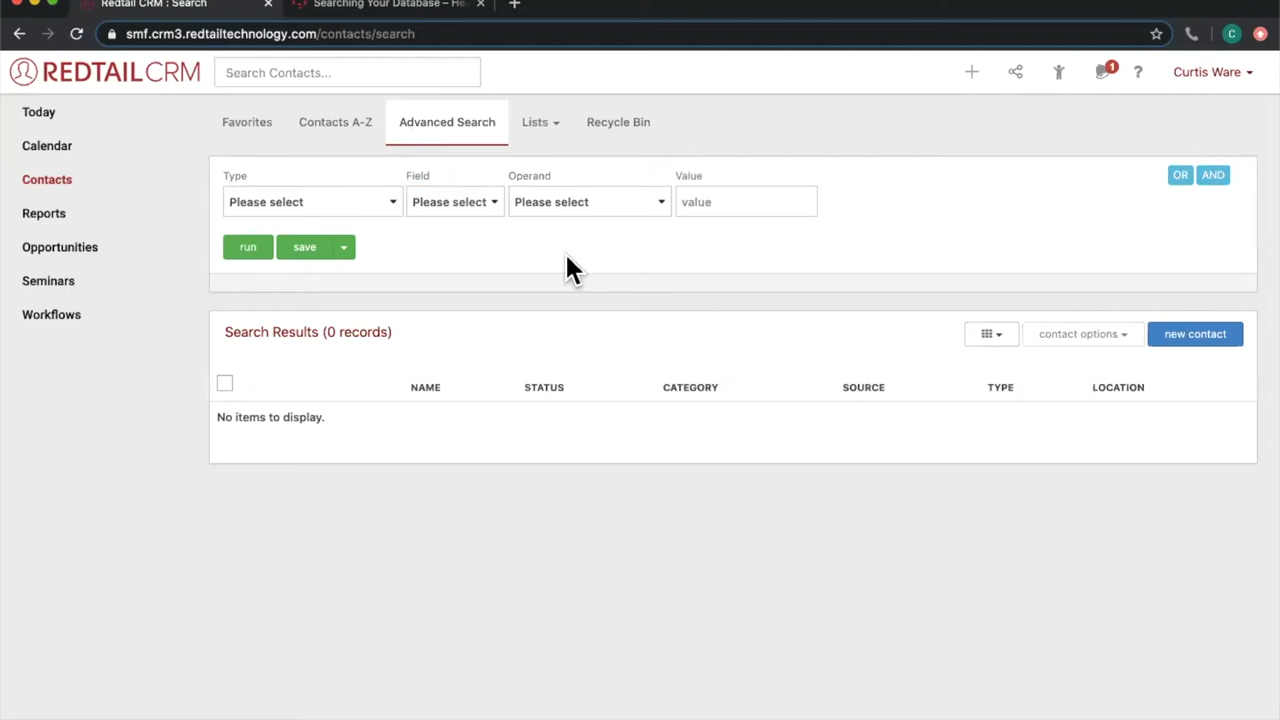 Redtail CRM : Search
Searching Your Database – He
smf.crm3.redtailtechnology.com/contacts/search
C
REDTAILCRM
Search Contacts...
1
?
Curtis Ware
Today
Calendar
Contacts
Reports
Opportunities
Seminars
Workflows
Favorites
Contacts A-Z
Advanced Search
Lists
Recycle Bin
Type
Field
Operand
Value
OR
AND
Please select
Please select
Please select
value
run
save
Search Results (0 records)
contact options
new contact
NAME
STATUS
CATEGORY
SOURCE
TYPE
LOCATION
No items to display.